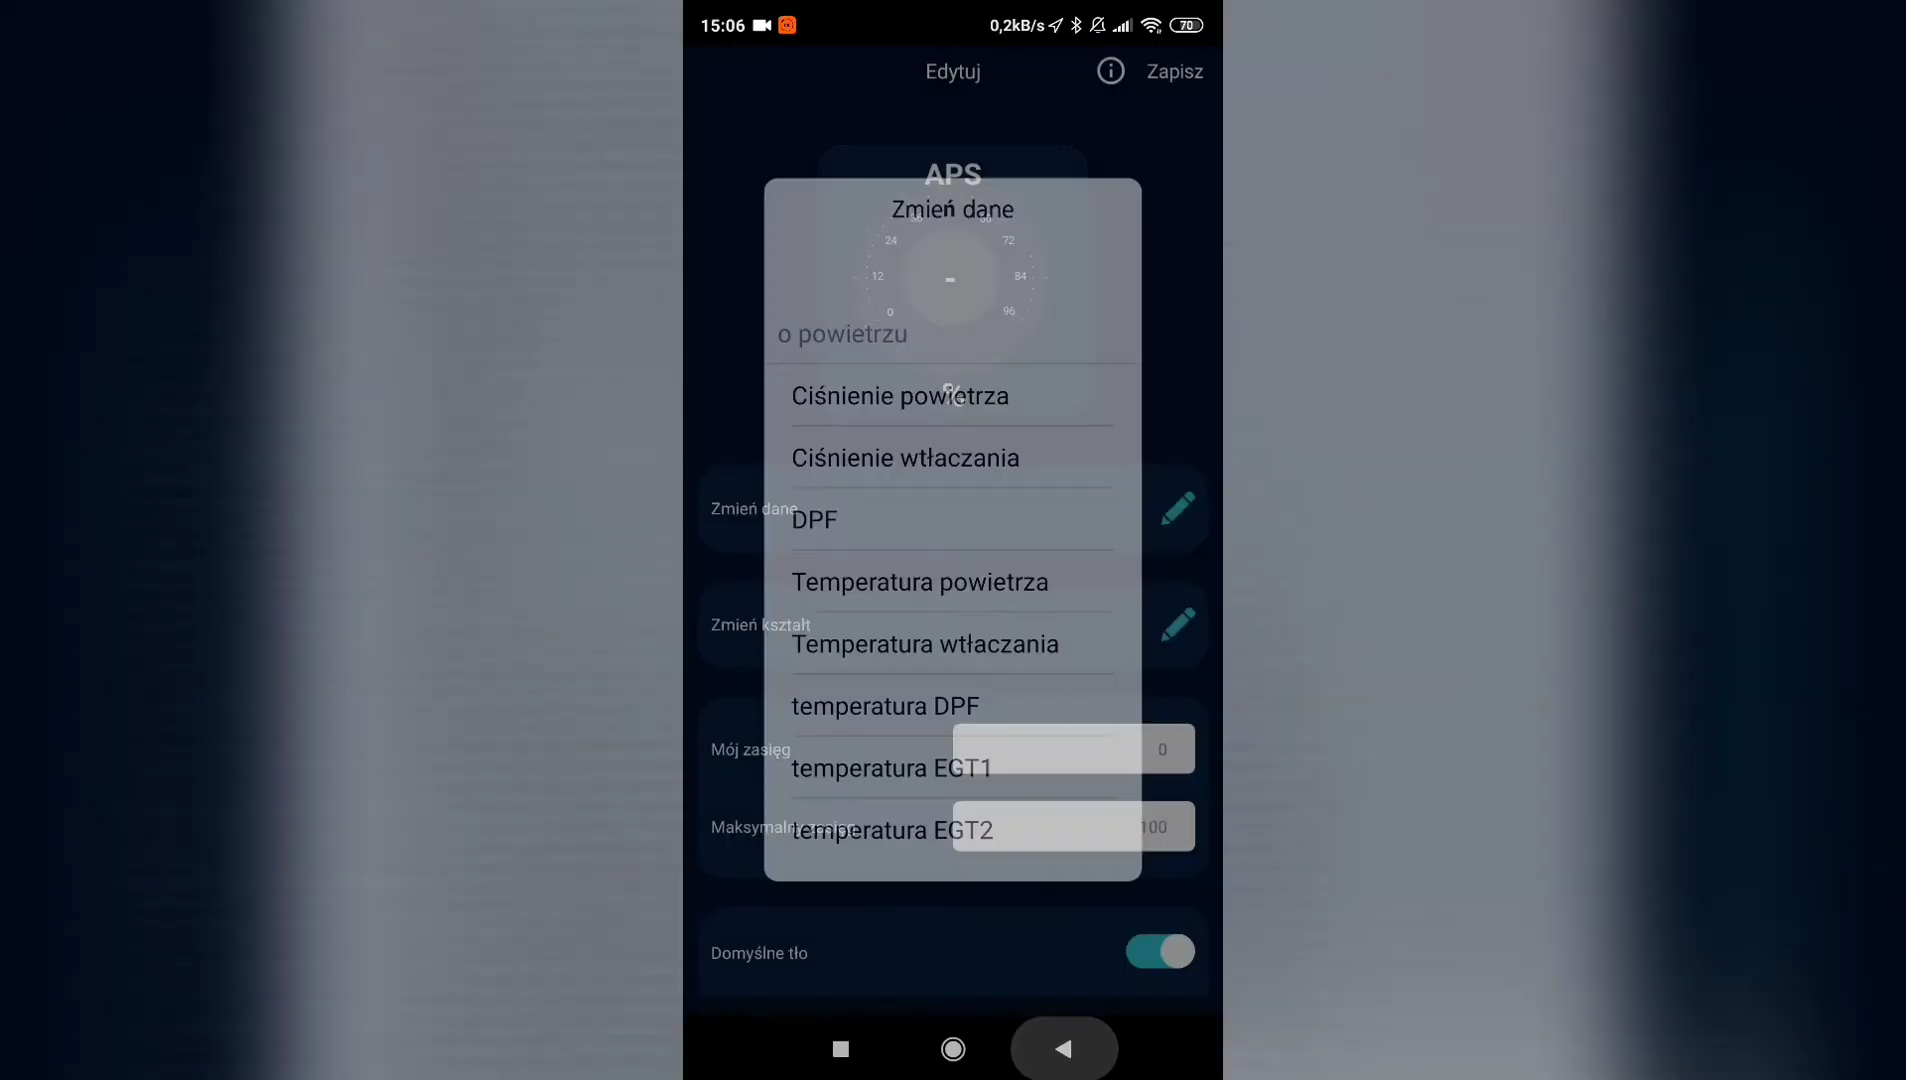 15:06
0,2kB/s
70
Edytuj
Zapisz
APS
Zmień dane
24
72
12
-
84
0
96
o powietrzu
Ciśnienie powietrza
%
Ciśnienie wtłaczania
Zmień dane
DPF
Temperatura powietrza
Zmień kształt
Temperatura wtłaczania
temperatura DPF
Mój zasięg
0
temperatura EGT1
Maksymalny zasięg
100
temperatura EGT2
Domyślne tło